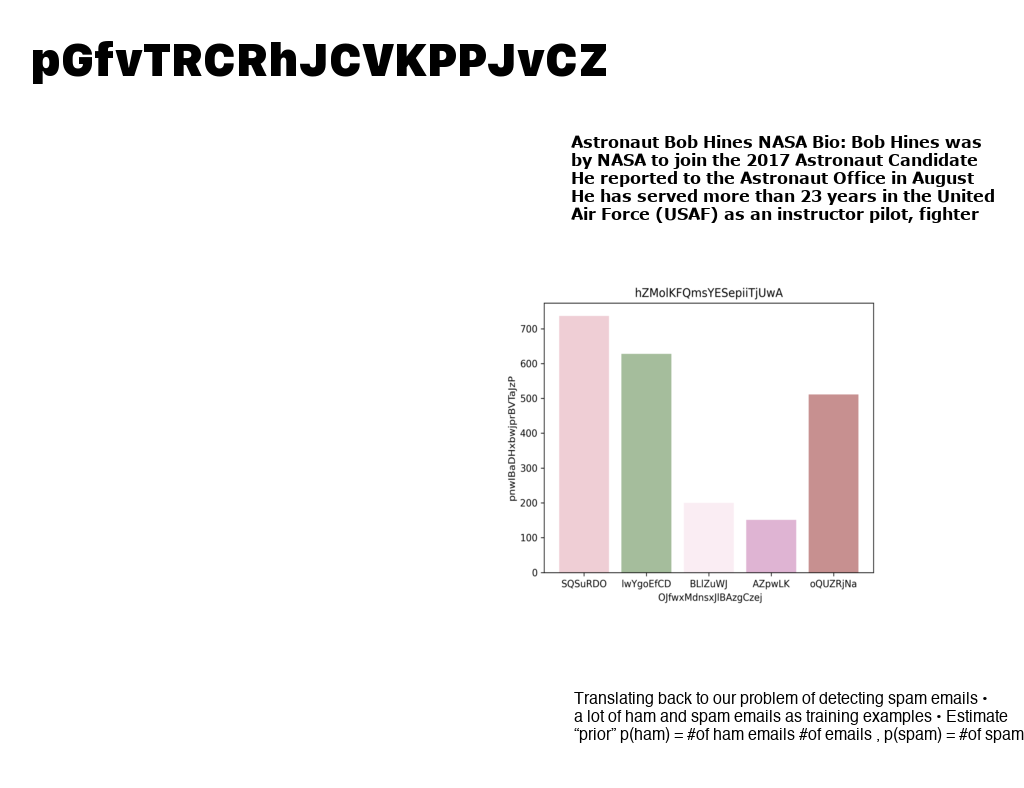 pGfvTRCRhJCVKPPJvCZ
Astronaut Bob Hines NASA Bio: Bob Hines was
by NASA to join the 2017 Astronaut Candidate
He reported to the Astronaut Office in August
He has served more than 23 years in the United
Air Force (USAF) as an instructor pilot, fighter
hZMolKFQmsYESepiiTjUwA
700
600
500
400
300
200
100
0
pnwIBaDHxbwjprBVTaJzP
SQSuRDO IwYgoEfCD BLIZuWJ AZpwLK oQUZRjNa
OJfwxMdnsxJIBAzgCzej
Translating back to our problem of detecting spam emails •
a lot of ham and spam emails as training examples • Estimate
“prior” p(ham) = #of ham emails #of emails , p(spam) = #of spam